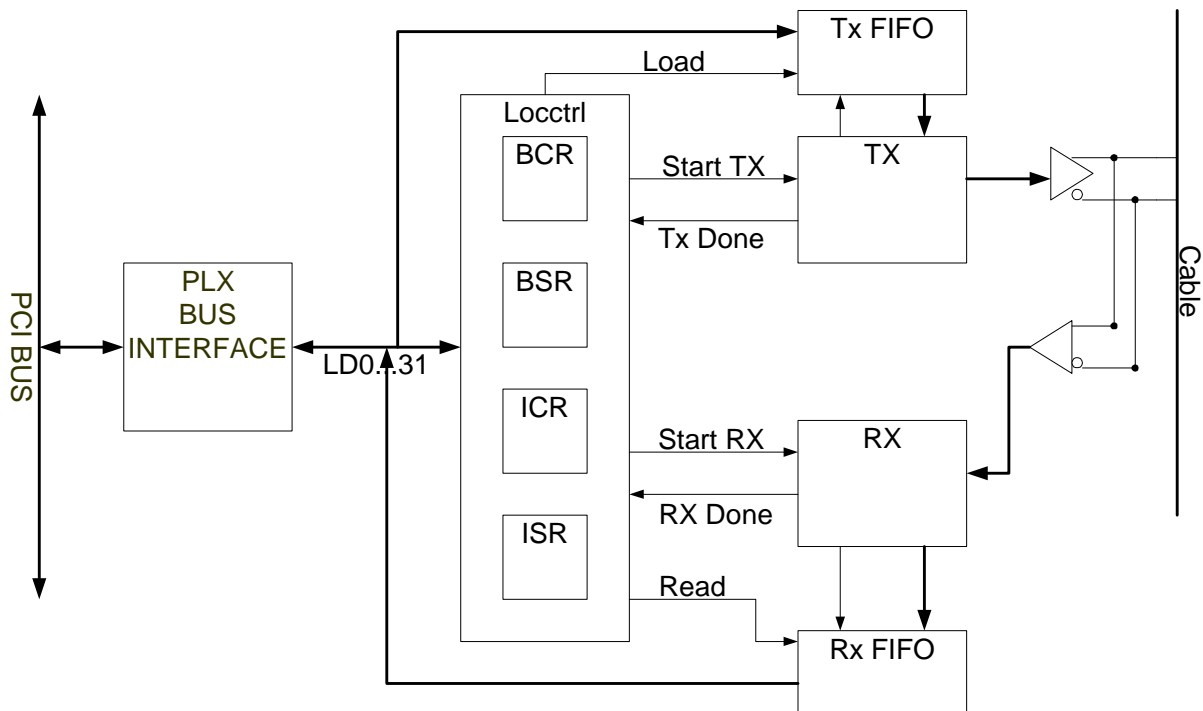 Tx FIFO
Load
Locctrl
BCR
Start TX
TX
Tx Done
BSR
Cable
PCI BUS
PLX
BUS
INTERFACE
LD0...31
ICR
Start RX
RX
RX Done
ISR
Read
Rx FIFO